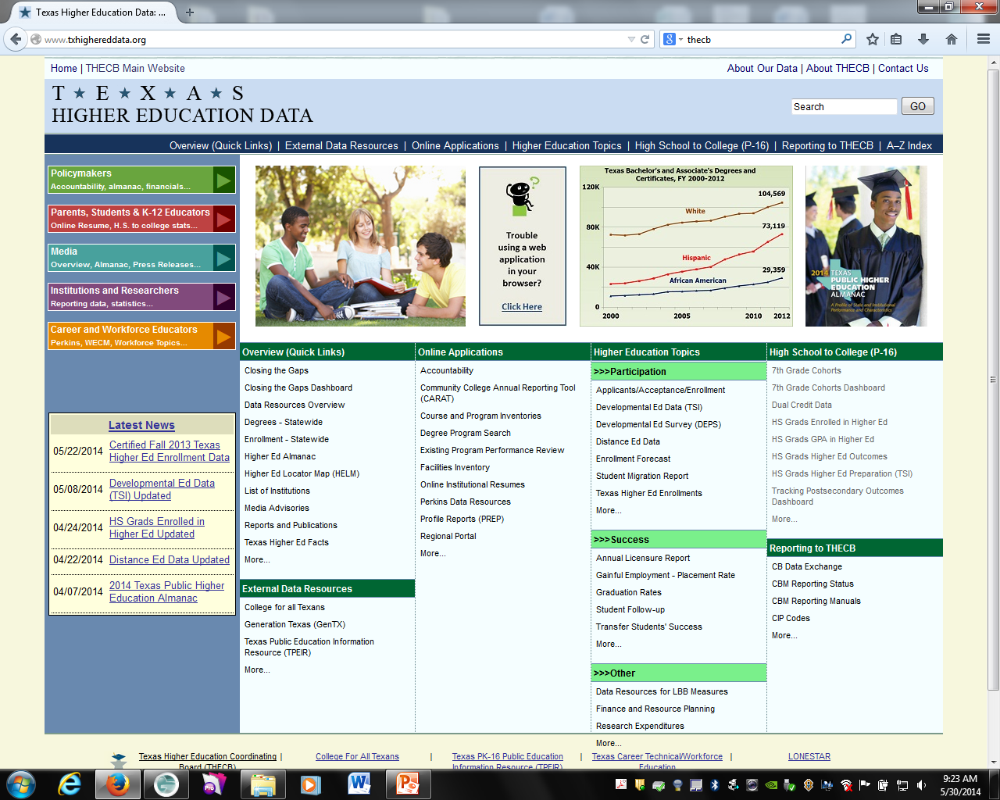 Texas Higher Education Data: ...
www.txhighereddata.org
thecb
Home | THECB Main Website
About Our Data | About THECB | Contact Us
T ★ E ★ X ★ A ★ S
HIGHER EDUCATION DATA
Search
GO
Overview (Quick Links) | External Data Resources | Online Applications | Higher Education Topics | High School to College (P-16) | Reporting to THECB | A–Z Index
Policymakers
Accountability, almanac, financials...
Parents, Students & K-12 Educators
Online Resume, H.S. to college stats...
Media
Overview, Almanac, Press Releases...
Institutions and Researchers
Reporting data, statistics...
Career and Workforce Educators
Perkins, WECM, Workforce Topics...
Latest News
05/22/2014 Certified Fall 2013 Texas
Higher Ed Enrollment Data
05/08/2014 Developmental Ed Data
(TSI) Updated
04/24/2014 HS Grads Enrolled in
Higher Ed Updated
04/22/2014 Distance Ed Data Updated
04/07/2014 2014 Texas Public Higher
Education Almanac
Trouble
using a web
application
in your
browser?
Click Here
Texas Bachelor's and Associate's Degrees and
Certificates, FY 2000-2012
120K
80K
40K
0
104,569
White
73,119
Hispanic
29,359
African American
2000 2005 2010 2012
2014 TEXAS
PUBLIC HIGHER
EDUCATION
ALMANAC
A Profile of State and Institutional
Performance and Characteristics
Overview (Quick Links)
Closing the Gaps
Closing the Gaps Dashboard
Data Resources Overview
Degrees - Statewide
Enrollment - Statewide
Higher Ed Almanac
Higher Ed Locator Map (HELM)
List of Institutions
Media Advisories
Reports and Publications
Texas Higher Ed Facts
More...
External Data Resources
College for all Texans
Generation Texas (GenTX)
Texas Public Education Information
Resource (TPEIR)
More...
Online Applications
Accountability
Community College Annual Reporting Tool
(CARAT)
Course and Program Inventories
Degree Program Search
Existing Program Performance Review
Facilities Inventory
Online Institutional Resumes
Perkins Data Resources
Profile Reports (PREP)
Regional Portal
More...
Higher Education Topics
>>>Participation
Applicants/Acceptance/Enrollment
Developmental Ed Data (TSI)
Developmental Ed Survey (DEPS)
Distance Ed Data
Enrollment Forecast
Student Migration Report
Texas Higher Ed Enrollments
More...
>>>Success
Annual Licensure Report
Gainful Employment - Placement Rate
Graduation Rates
Student Follow-up
Transfer Students' Success
More...
>>>Other
Data Resources for LBB Measures
Finance and Resource Planning
Research Expenditures
More...
High School to College (P-16)
7th Grade Cohorts
7th Grade Cohorts Dashboard
Dual Credit Data
HS Grads Enrolled in Higher Ed
HS Grads GPA in Higher Ed
HS Grads Higher Ed Outcomes
HS Grads Higher Ed Preparation (TSI)
Tracking Postsecondary Outcomes
Dashboard
More...
Reporting to THECB
CB Data Exchange
CBM Reporting Status
CBM Reporting Manuals
CIP Codes
More...
Texas Higher Education Coordinating | College For All Texans | Texas PK-16 Public Education | Texas Career Technical/Workforce | LONESTAR
Board (THECB) Information Resource (TPEIR) Education
Pro
9:23 AM
5/30/2014